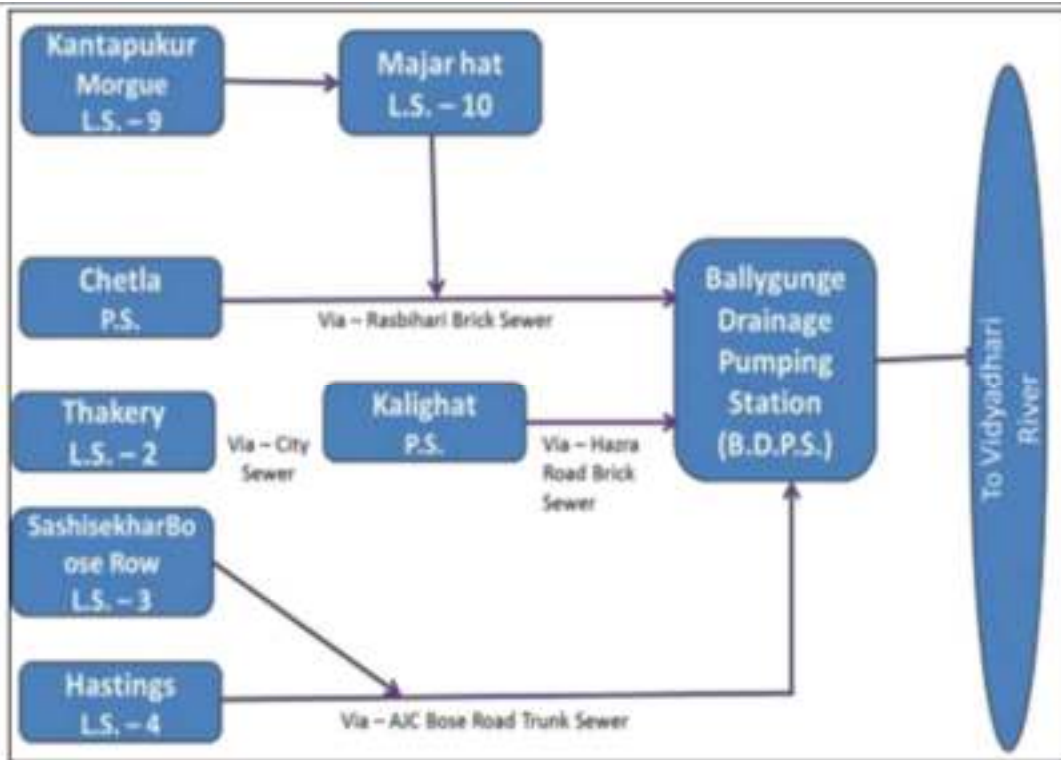 Kantapukur
Morgue
L.S. – 9
Majar hat
L.S. – 10
Chetla
P.S.
Via – Rasbihari Brick Sewer
Ballygunge
Drainage
Pumping
Station
(B.D.P.S.)
To Vidyadhari
River
Thakery
L.S. – 2
Via – City
Sewer
Kalighat
P.S.
Via – Hazra
Road Brick
Sewer
SashisekharBo
ose Row
L.S. – 3
Hastings
L.S. – 4
Via – AJC Bose Road Trunk Sewer